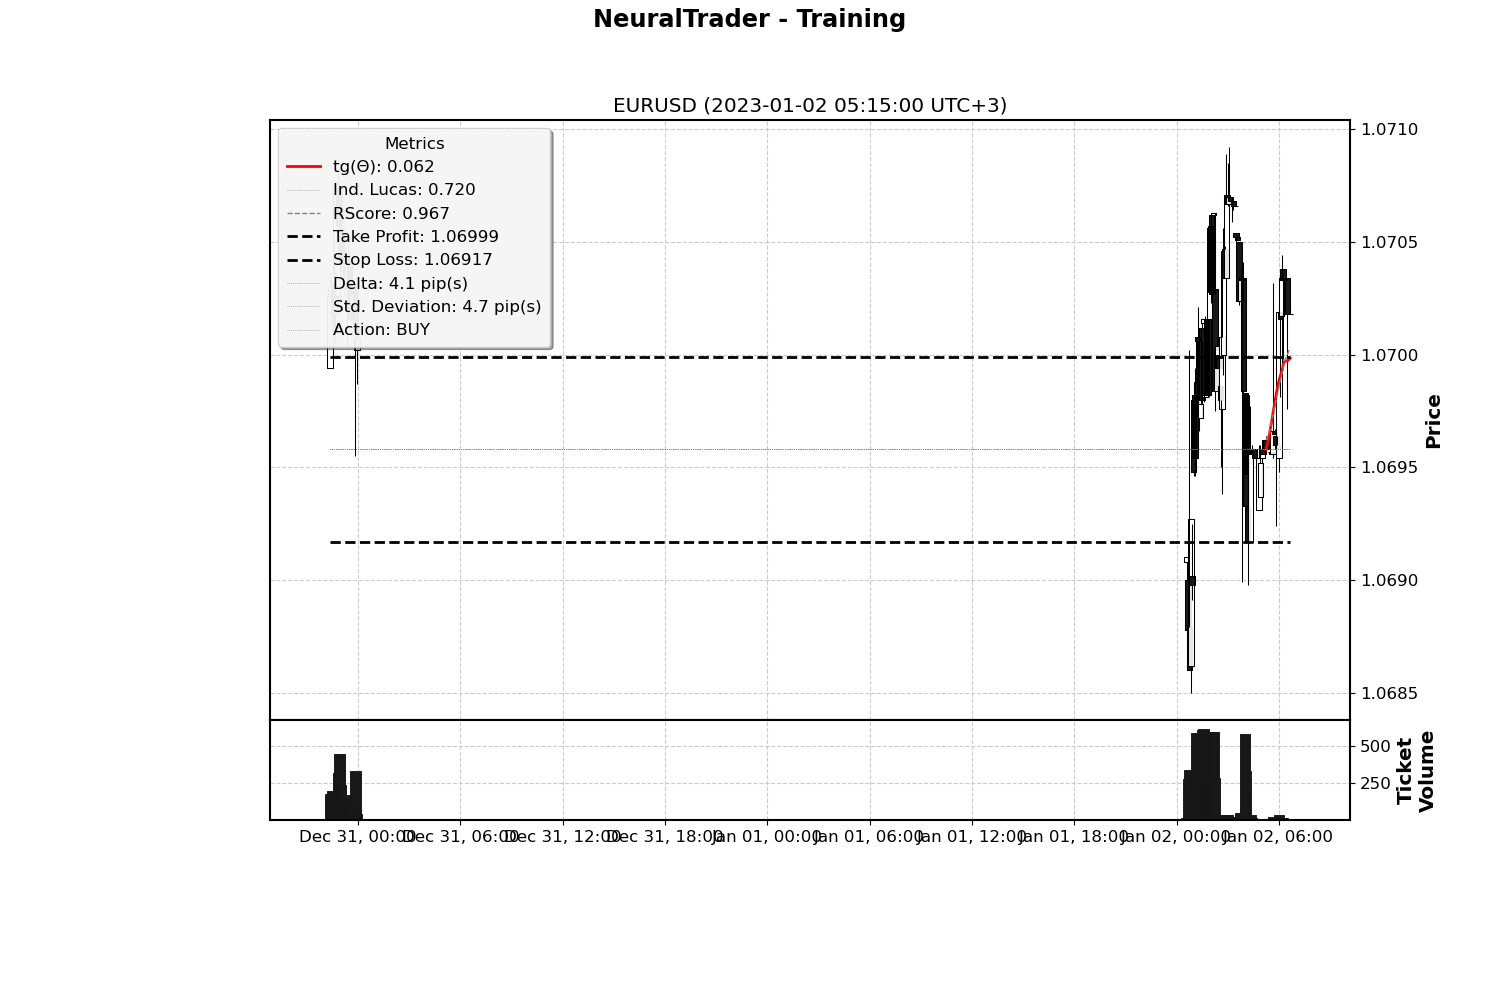 NeuralTrader - Training
EURUSD (2023-01-02 05:15:00 UTC+3)
Metrics
tg(Θ): 0.062
Ind. Lucas: 0.720
RScore: 0.967
Take Profit: 1.06999
Stop Loss: 1.06917
Delta: 4.1 pip(s)
Std. Deviation: 4.7 pip(s)
Action: BUY
1.0710
1.0705
1.0700
1.0695
1.0690
1.0685
Price
500
250
Ticket
Volume
Dec 31, 00:00 Dec 31, 06:00 Dec 31, 12:00 Dec 31, 18:00 Jan 01, 00:00 Jan 01, 06:00 Jan 01, 12:00 Jan 01, 18:00 Jan 02, 00:00 Jan 02, 06:00